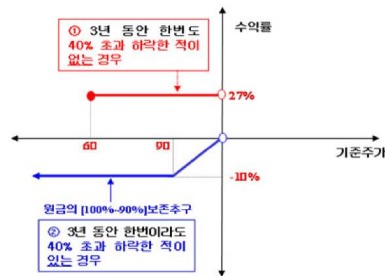 수익률
① 3년 동안 한번도
40% 초과 하락한 적이
없는 경우
27%
60
90
기준주가
-10%
원금의 [100%~90%]보존추구
② 3년 동안 한번이라도
40% 초과 하락한 적이
있는 경우